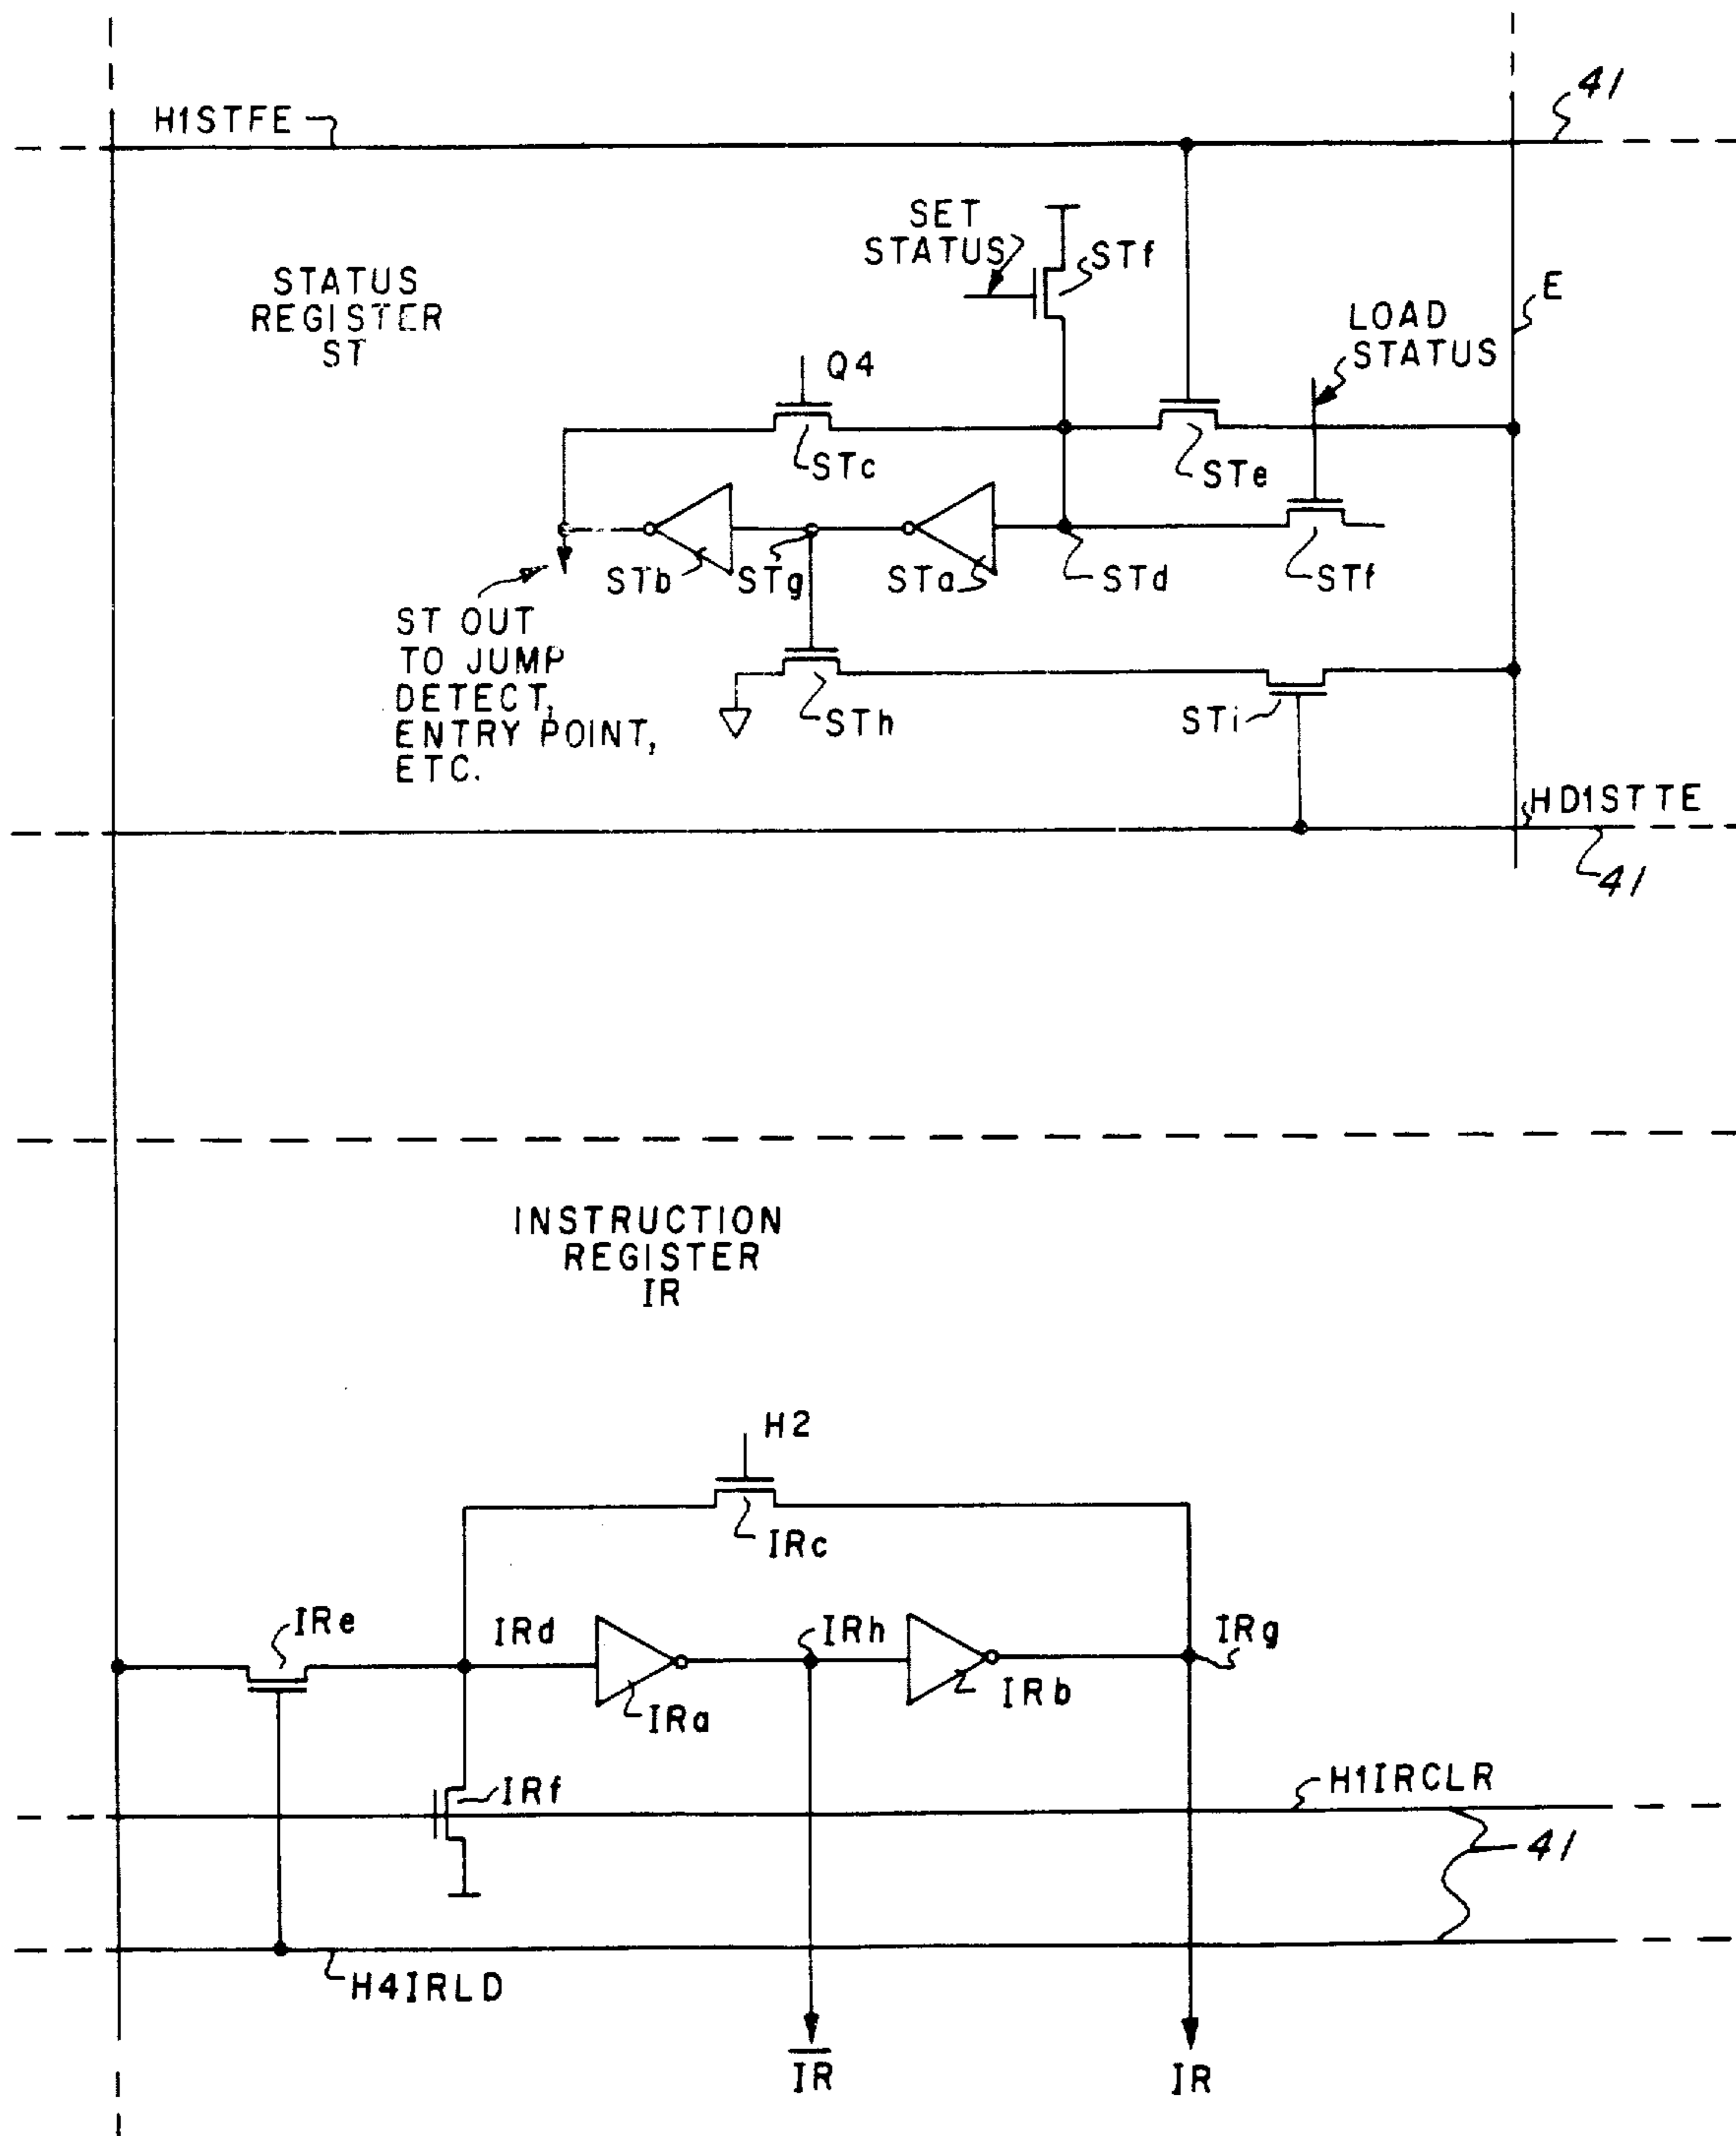 41
H1STFE
SET
STATUS
STf
STATUS
REGISTER
ST
E
LOAD
STATUS
Q4
STc
STe
STb
STg
STa
STd
STf
ST OUT
TO JUMP
DETECT,
ENTRY POINT,
ETC.
STh
STi
HD1STTE
41
INSTRUCTION
REGISTER
IR
H2
IRc
IRe
IRd
IRh
IRg
IRa
IRb
IRf
H1IRCLR
41
H4IRLD
I̅R̅
IR